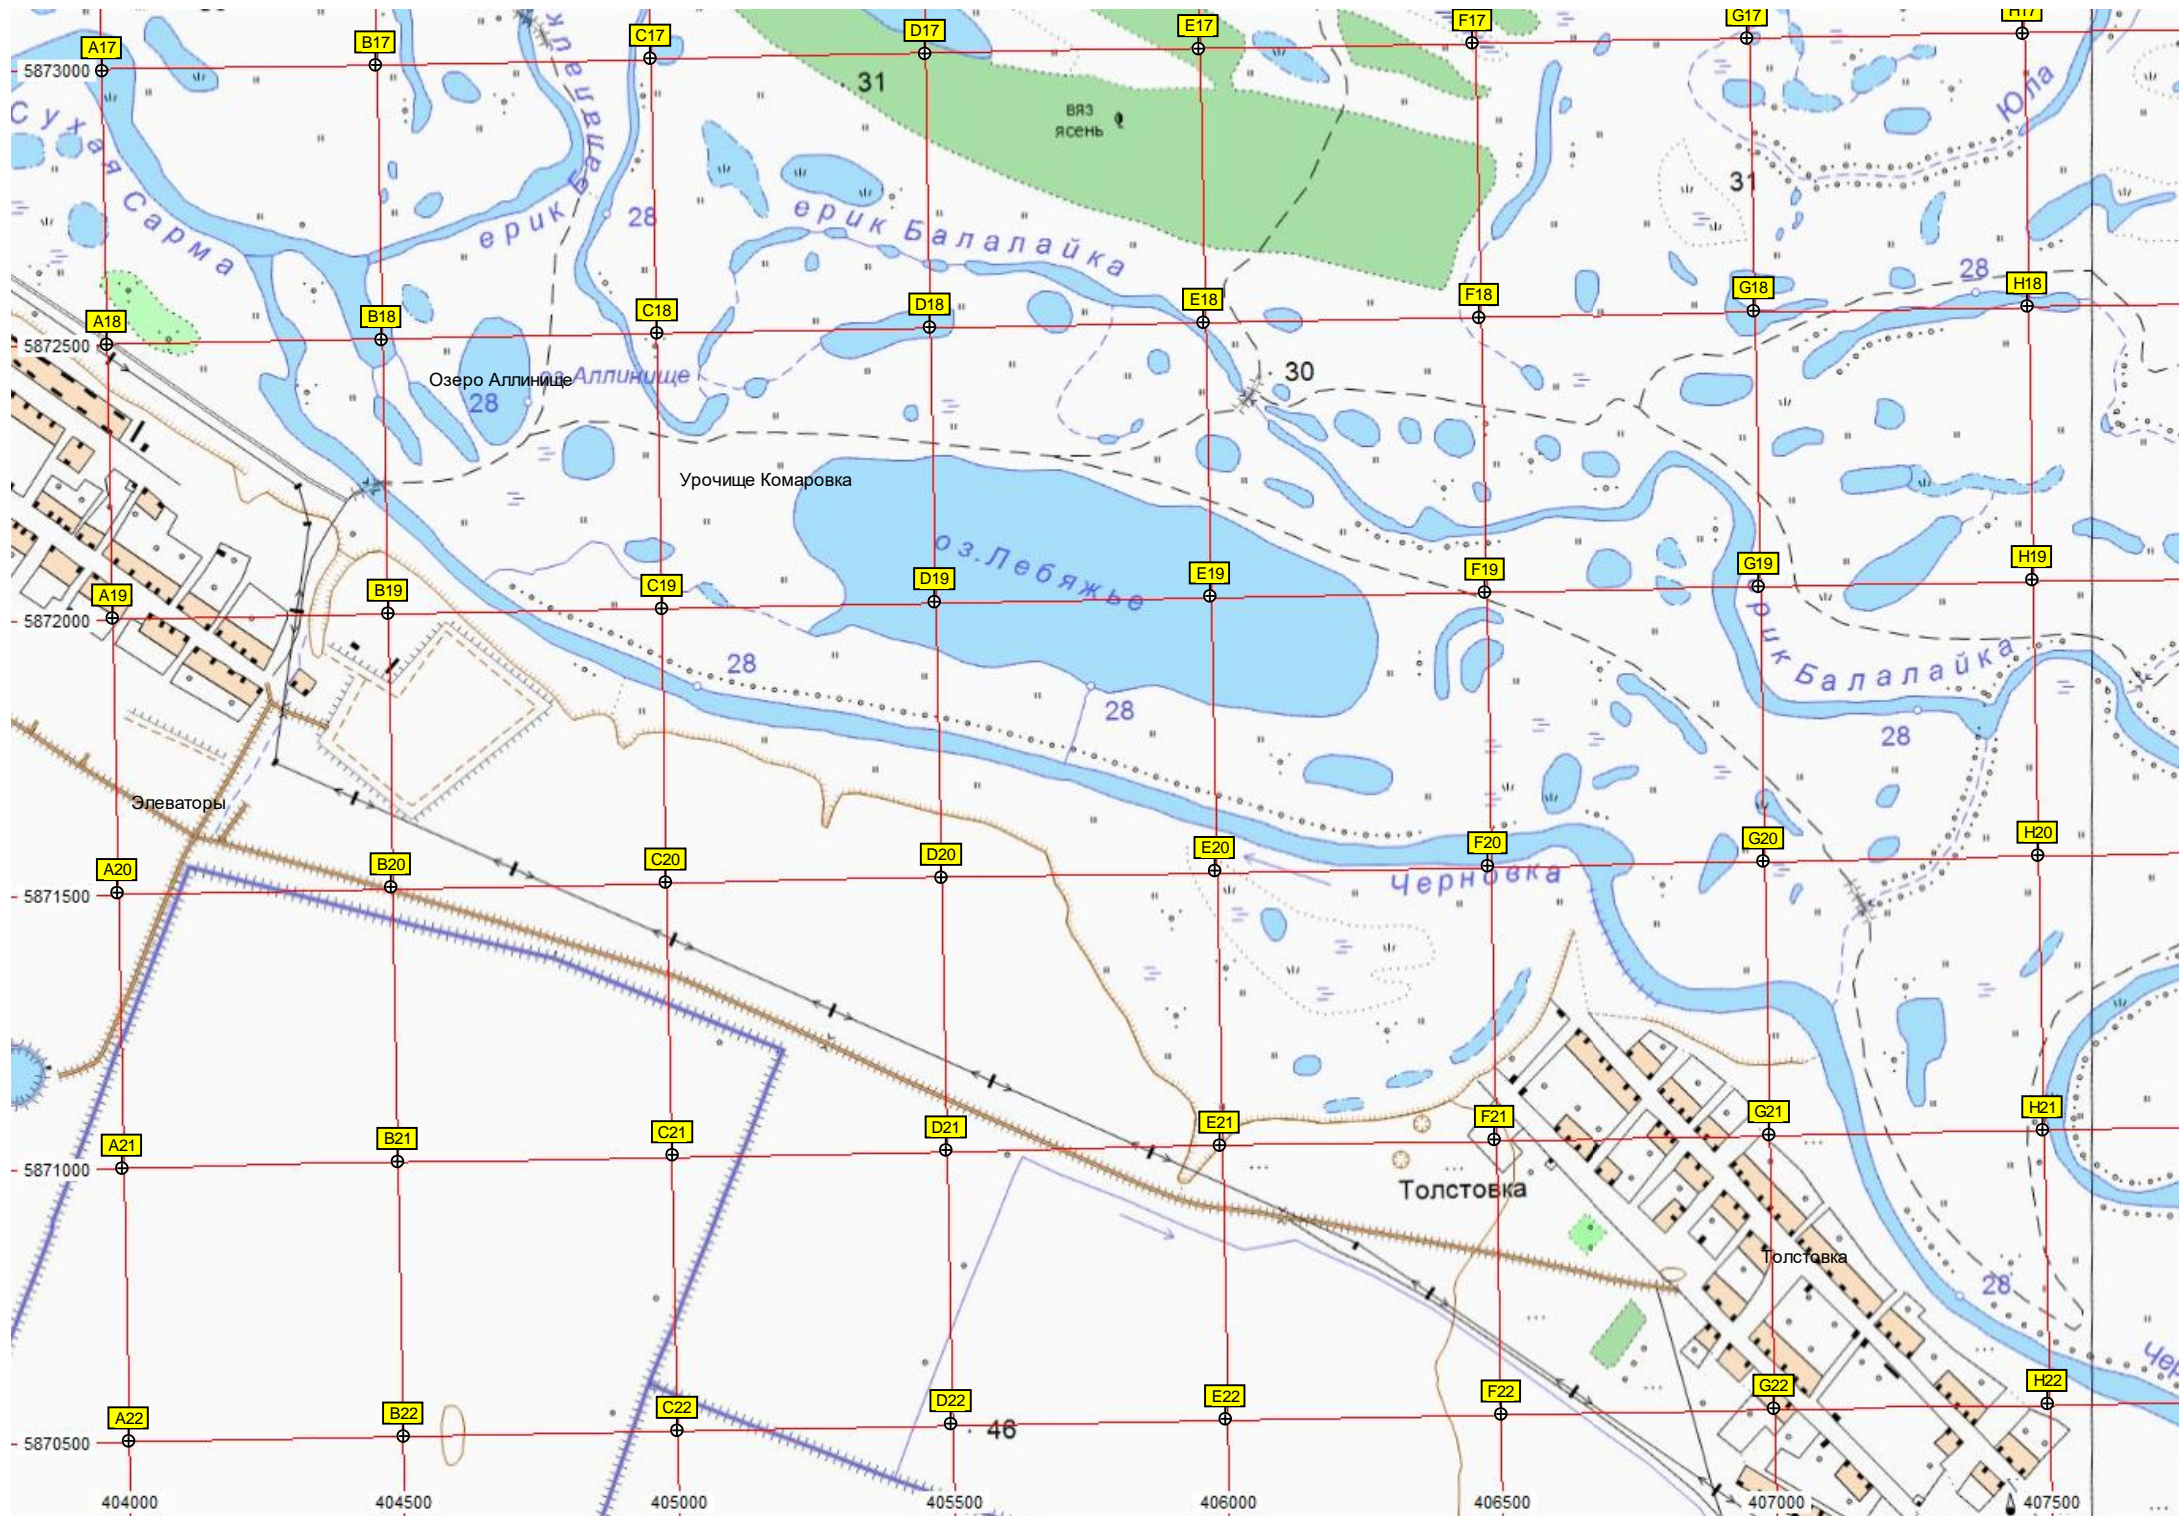 A17 B17 C17 D17 E17 F17 G17 H17
5873000
31
вяз
ясень
Юла
Сухая Сарма
ерик Балалайка
28
ерик Балалайка
31
28
A18 B18 C18 D18 E18 F18 G18 H18
5872500
Озеро Аллинище
оз.Аллинище
28
30
Урочище Комаровка
оз.Лебяжье
A19 B19 C19 D19 E19 F19 G19 H19
5872000
ерик Балалайка
28
28
28
Элеваторы
A20 B20 C20 D20 E20 F20 G20 H20
5871500
Черновка
A21 B21 C21 D21 E21 F21 G21 H21
5871000
Толстовка
Толстовка
28
A22 B22 C22 D22 E22 F22 G22 H22
5870500
46
404000 404500 405000 405500 406000 406500 407000 407500